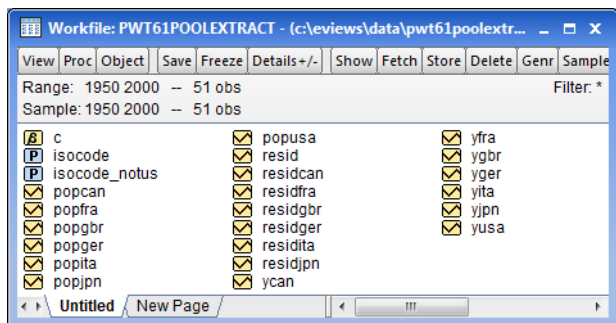 Workfile: PWT61POOLEXTRACT - (c:\eviews\data\pwt61poolextr...
View Proc Object Save Freeze Details+/- Show Fetch Store Delete Genr Sample
Range: 1950 2000 -- 51 obs Filter: *
Sample: 1950 2000 -- 51 obs
β c
P isocode
P isocode_notus
popcan
popfra
popgbr
popger
popita
popjpn
popusa
resid
residcan
residfra
residgbr
residger
residita
residjpn
ycan
yfra
ygbr
yger
yita
yjpn
yusa
Untitled New Page